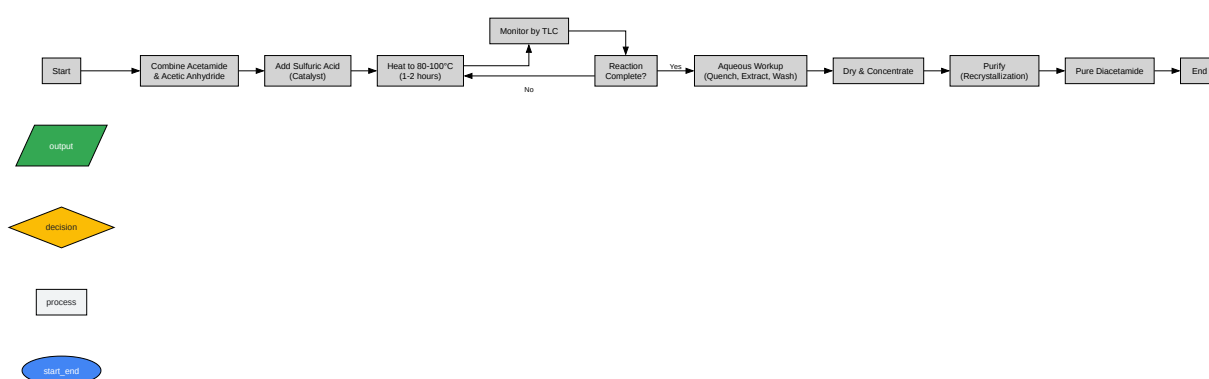 Monitor by TLC
Start
Combine Acetamide
& Acetic Anhydride
Add Sulfuric Acid
(Catalyst)
Heat to 80-100°C
(1-2 hours)
Reaction
Complete?
Yes
No
Aqueous Workup
(Quench, Extract, Wash)
Dry & Concentrate
Purify
(Recrystallization)
Pure Diacetamide
End
output
decision
process
start_end